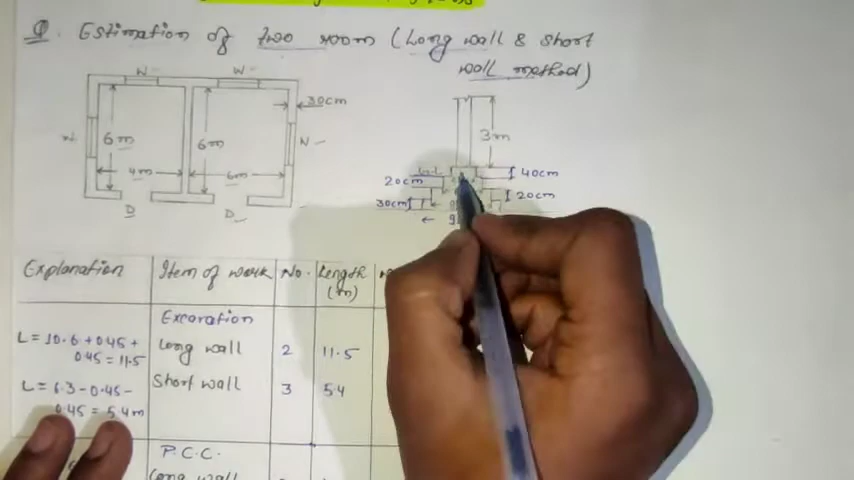 Q. Estimation of two room (Long wall & short
wall method)
W
W
30cm
W
6m
6m
W
4m
6m
D
D
3m
40cm
20cm
20cm
30cm
Explanation
Item of work
No.
Length
(m)
Excavation
L = 10.6 + 0.45 +
0.45 = 11.5
Long wall
2
11.5
L = 6.3 - 0.45 -
0.45 = 5.4m
Short wall
3
5.4
P.C.C.
Long wall